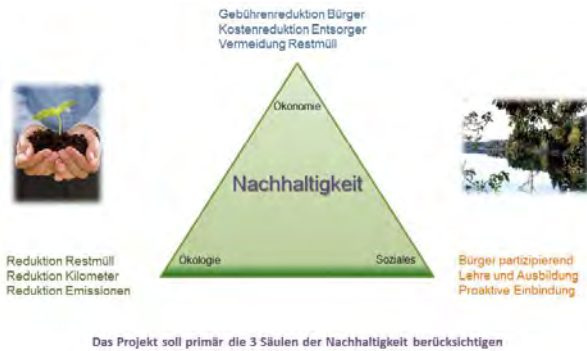 Gebührenreduktion Bürger
Kostenreduktion Entsorger
Vermeidung Restmüll
Ökonomie
Nachhaltigkeit
Ökologie
Soziales
Reduktion Restmüll
Reduktion Kilometer
Reduktion Emissionen
Bürger partizipierend
Lehre und Ausbildung
Proaktive Einbindung
Das Projekt soll primär die 3 Säulen der Nachhaltigkeit berücksichtigen